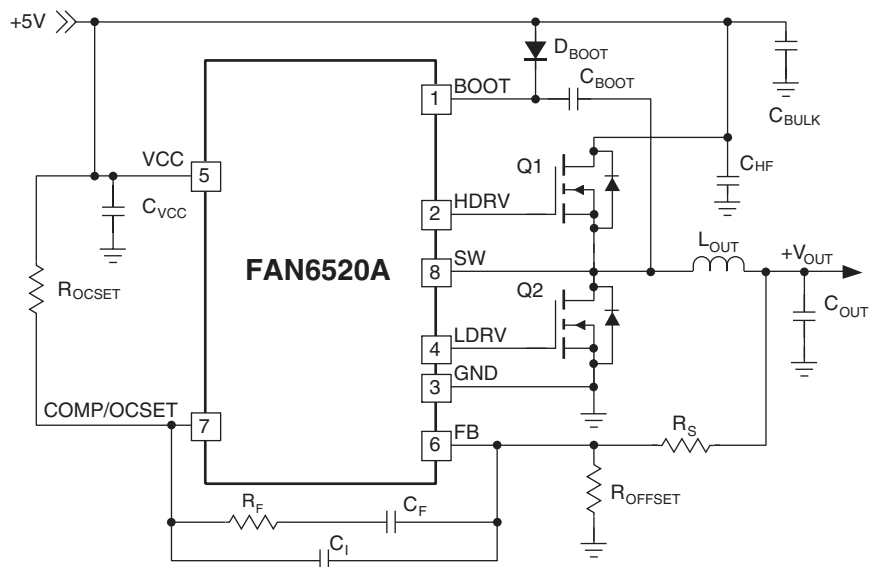 +5V
D_BOOT
C_BOOT
1
BOOT
C_BULK
VCC
5
Q1
C_HF
C_VCC
2
HDRV
L_OUT
+V_OUT
FAN6520A
8
SW
R_OCSET
Q2
C_OUT
4
LDRV
3
GND
COMP/OCSET
7
6
FB
R_S
R_OFFSET
R_F
C_F
C_I